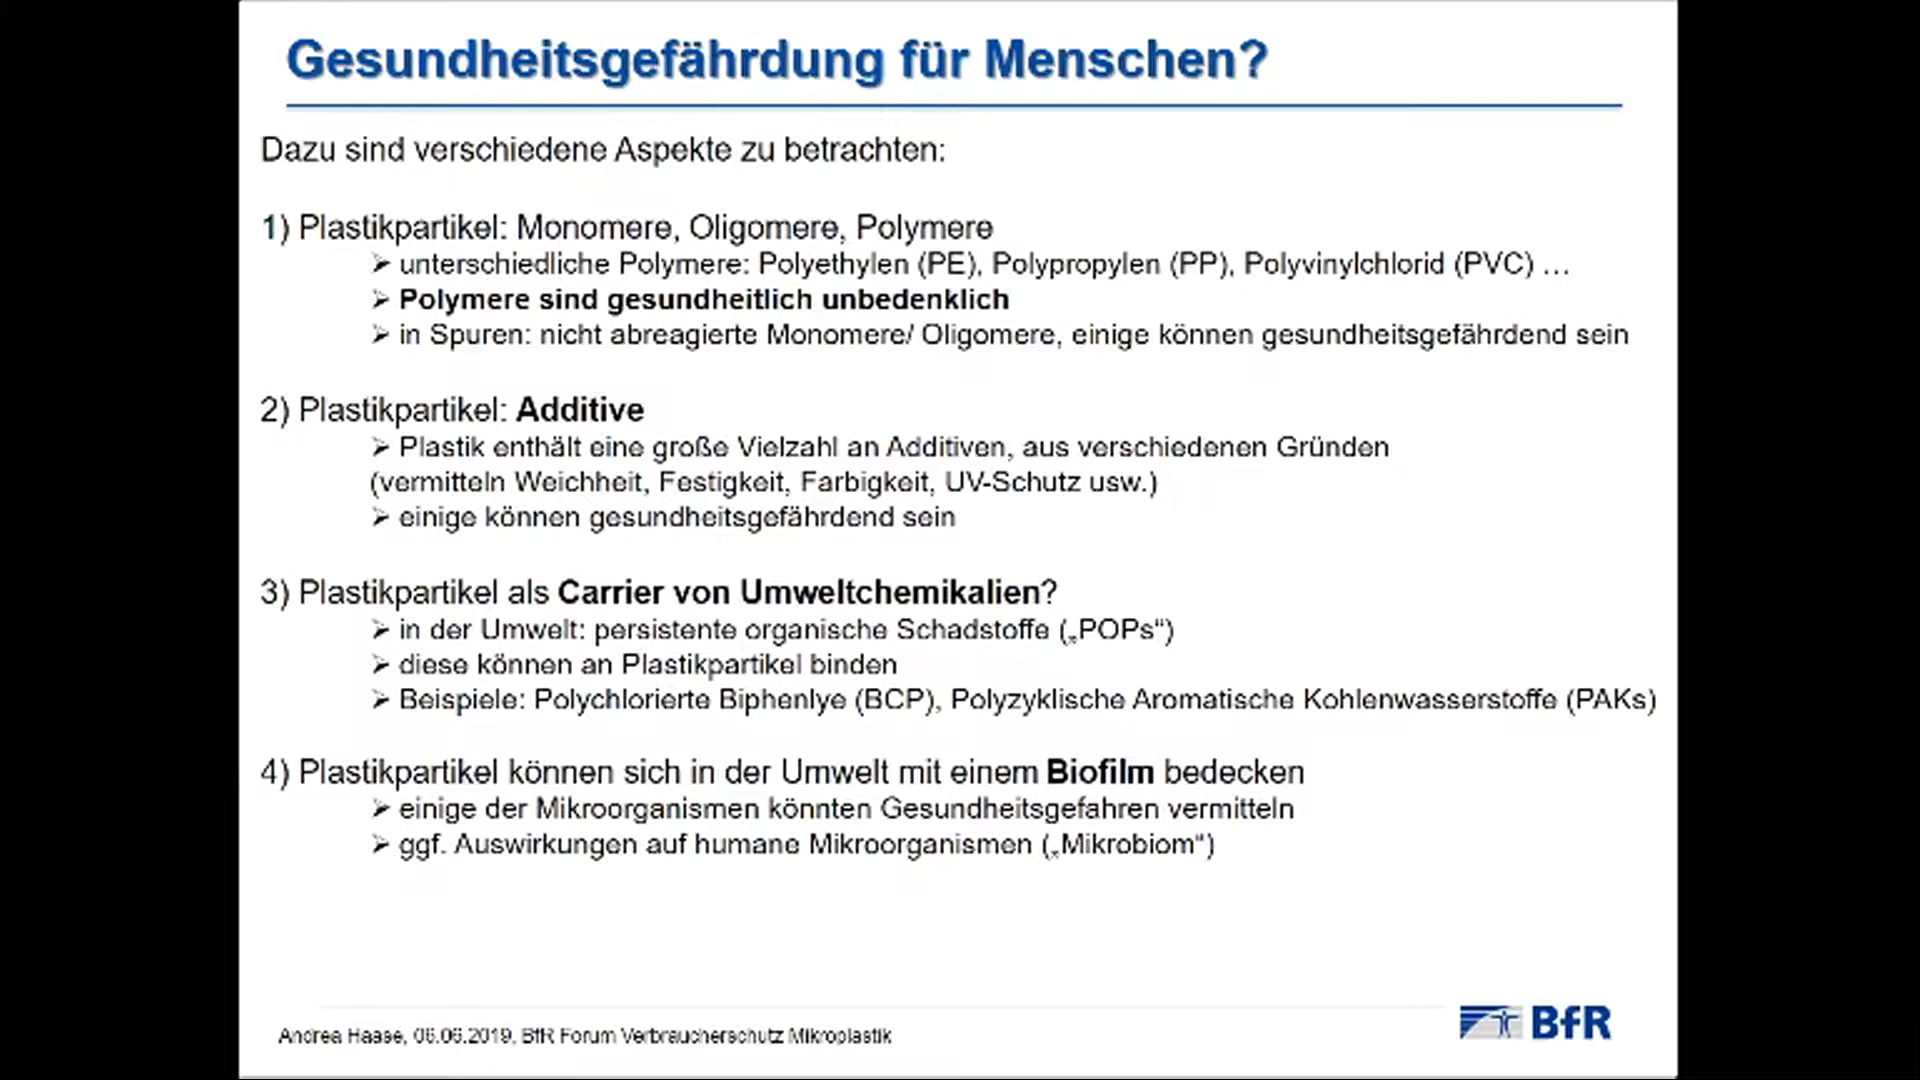 Gesundheitsgefährdung für Menschen?
Dazu sind verschiedene Aspekte zu betrachten:
1) Plastikpartikel: Monomere, Oligomere, Polymere
➢ unterschiedliche Polymere: Polyethylen (PE), Polypropylen (PP), Polyvinylchlorid (PVC) …
➢ Polymere sind gesundheitlich unbedenklich
➢ in Spuren: nicht abreagierte Monomere/ Oligomere, einige können gesundheitsgefährdend sein
2) Plastikpartikel: Additive
➢ Plastik enthält eine große Vielzahl an Additiven, aus verschiedenen Gründen
(vermitteln Weichheit, Festigkeit, Farbigkeit, UV-Schutz usw.)
➢ einige können gesundheitsgefährdend sein
3) Plastikpartikel als Carrier von Umweltchemikalien?
➢ in der Umwelt: persistente organische Schadstoffe („POPs“)
➢ diese können an Plastikpartikel binden
➢ Beispiele: Polychlorierte Biphenlye (BCP), Polyzyklische Aromatische Kohlenwasserstoffe (PAKs)
4) Plastikpartikel können sich in der Umwelt mit einem Biofilm bedecken
➢ einige der Mikroorganismen könnten Gesundheitsgefahren vermitteln
➢ ggf. Auswirkungen auf humane Mikroorganismen („Mikrobiom“)
Andrea Haase, 06.06.2019, BfR Forum Verbraucherschutz Mikroplastik
BfR